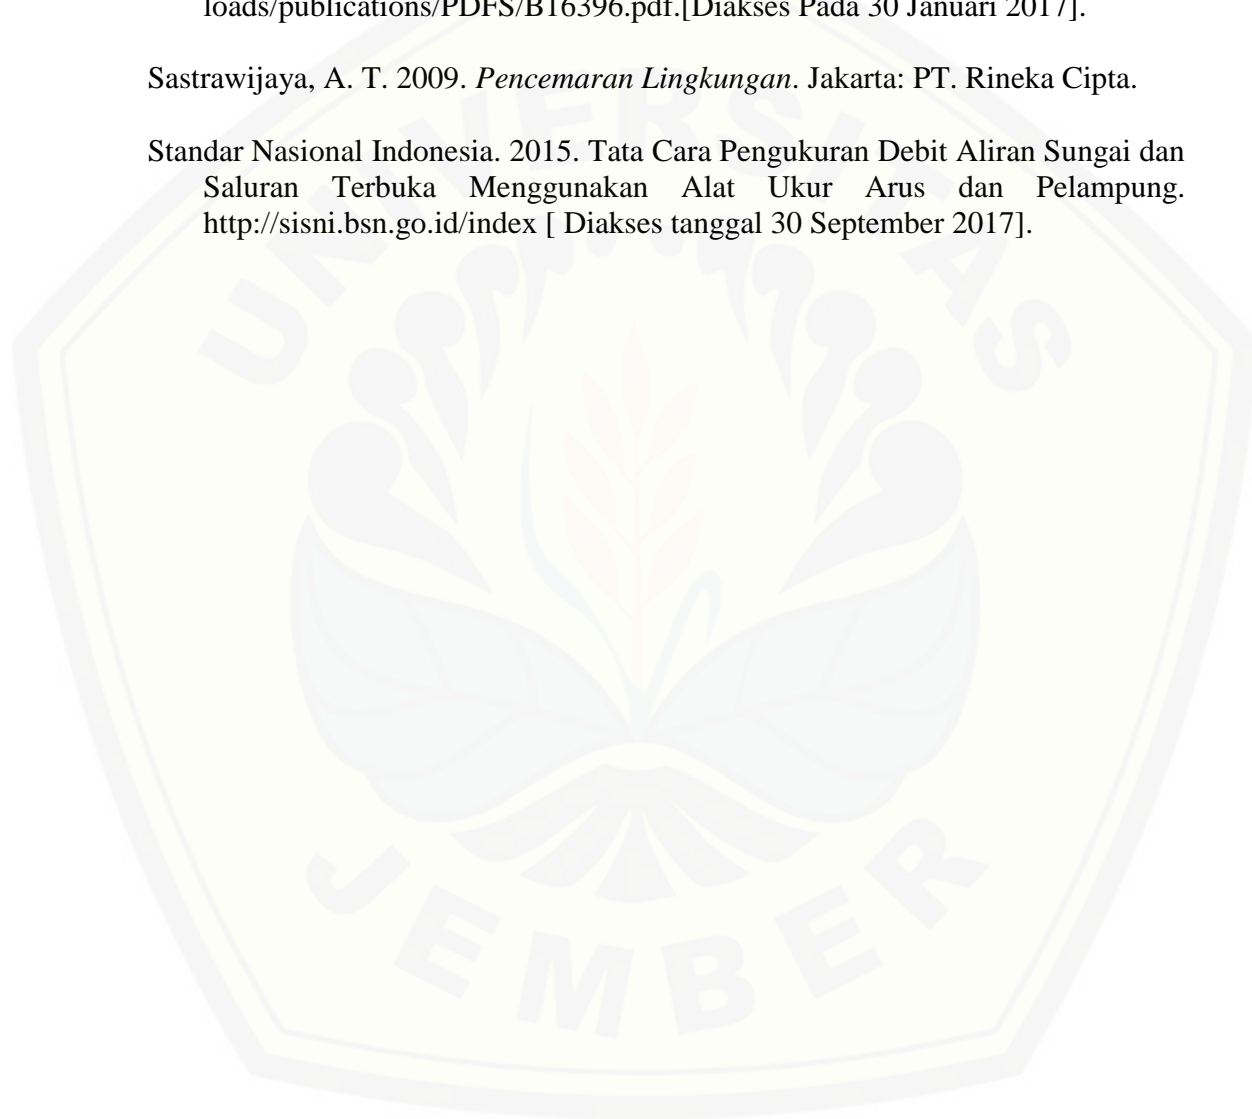 loads/publications/PDFS/B16396.pdf.[Diakses Pada 30 Januari 2017].
Sastrawijaya, A. T. 2009. Pencemaran Lingkungan. Jakarta: PT. Rineka Cipta.
Standar Nasional Indonesia. 2015. Tata Cara Pengukuran Debit Aliran Sungai dan
Saluran Terbuka Menggunakan Alat Ukur Arus dan Pelampung.
http://sisni.bsn.go.id/index [ Diakses tanggal 30 September 2017].
UNIVERSITAS
JEMBER